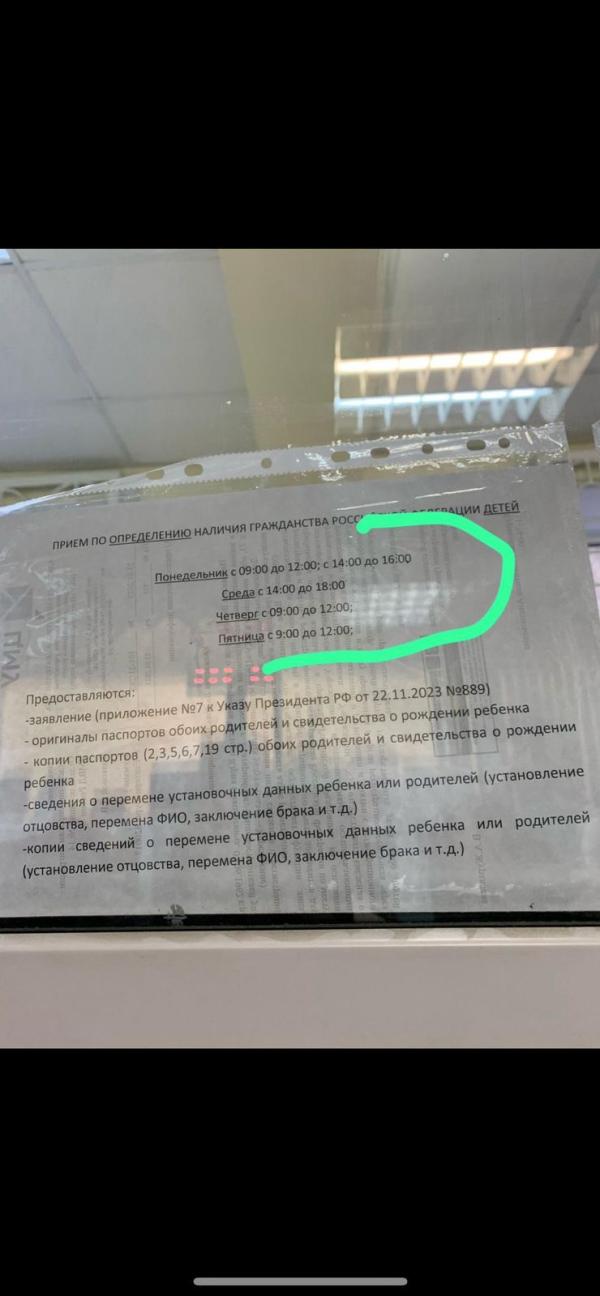 ПРИЕМ ПО ОПРЕДЕЛЕНИЮ НАЛИЧИЯ ГРАЖДАНСТВА РОССИЙСКОЙ ФЕДЕРАЦИИ ДЕТЕЙ
Понедельник с 09:00 до 12:00; с 14:00 до 16:00
Среда с 14:00 до 18:00
Четверг с 09:00 до 12:00;
Пятница с 9:00 до 12:00;
Предоставляются:
-заявление (приложение №7 к Указу Президента РФ от 22.11.2023 №889)
- оригиналы паспортов обоих родителей и свидетельства о рождении ребенка
- копии паспортов (2,3,5,6,7,19 стр.) обоих родителей и свидетельства о рождении
ребенка
-сведения о перемене установочных данных ребенка или родителей (установление
отцовства, перемена ФИО, заключение брака и т.д.)
-копии сведений о перемене установочных данных ребенка или родителей
(установление отцовства, перемена ФИО, заключение брака и т.д.)